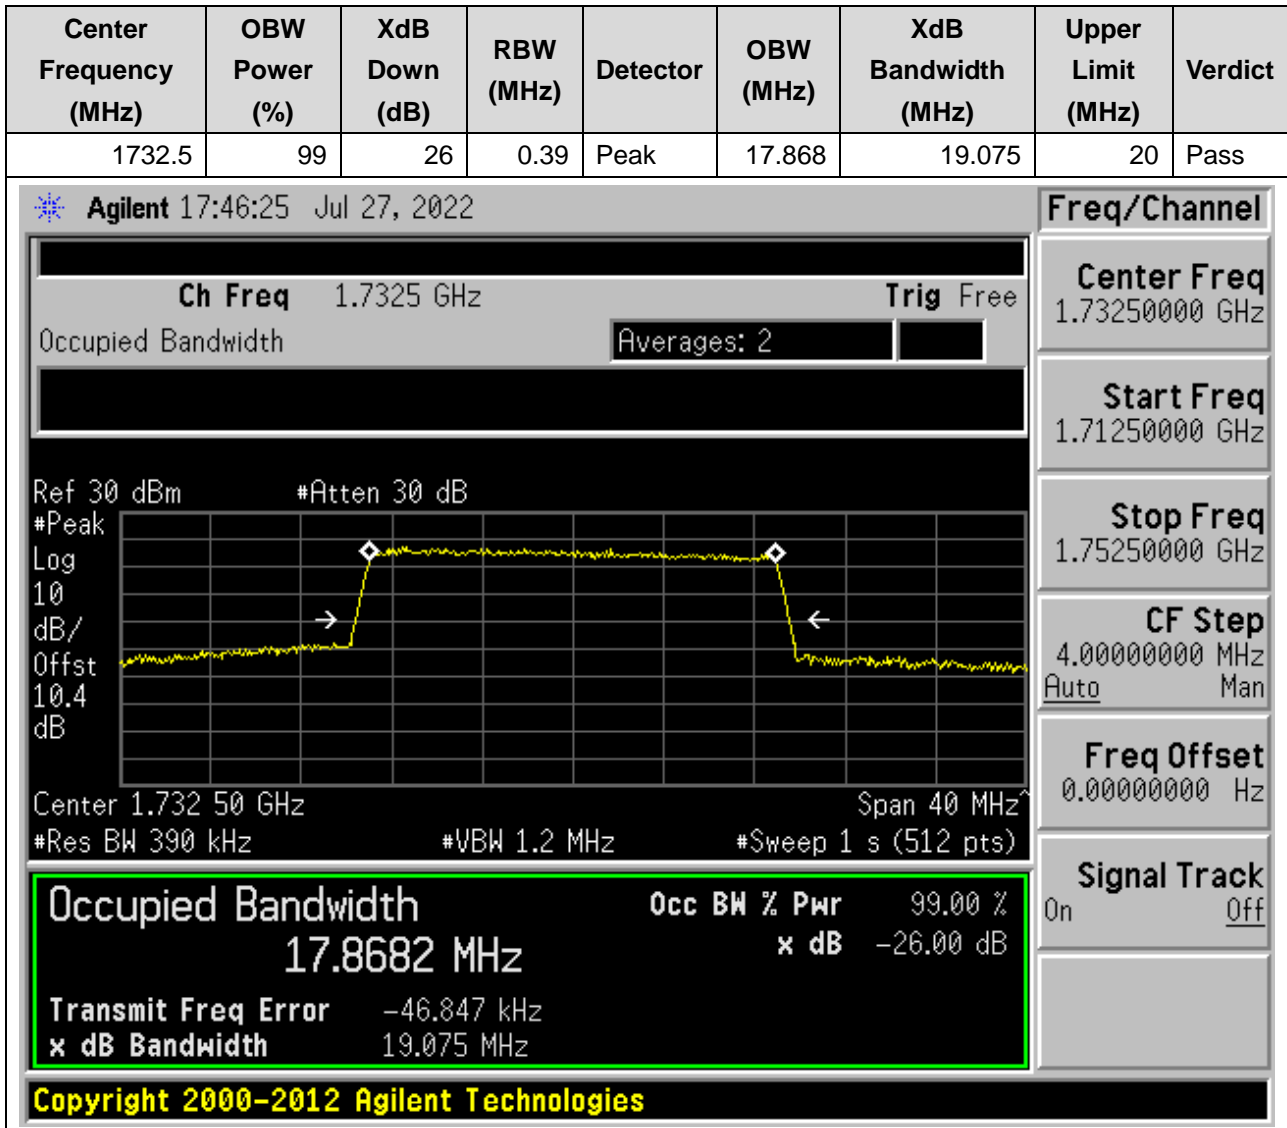 Center Frequency (MHz) OBW Power (%) XdB Down (dB) RBW (MHz) Detector OBW (MHz) XdB Bandwidth (MHz) Upper Limit (MHz) Verdict
1732.5 99 26 0.39 Peak 17.868 19.075 20 Pass
Agilent 17:46:25 Jul 27, 2022
Freq/Channel
Ch Freq 1.7325 GHz Trig Free
Occupied Bandwidth Averages: 2
Center Freq
1.73250000 GHz
Start Freq
1.71250000 GHz
Stop Freq
1.75250000 GHz
CF Step
4.00000000 MHz
Auto Man
Freq Offset
0.00000000 Hz
Signal Track
On Off
Ref 30 dBm #Atten 30 dB
#Peak
Log
10
dB/
Offst
10.4
dB
Center 1.732 50 GHz Span 40 MHz^
#Res BW 390 kHz #VBW 1.2 MHz #Sweep 1 s (512 pts)
Occupied Bandwidth Occ BW % Pwr 99.00 %
17.8682 MHz x dB -26.00 dB
Transmit Freq Error -46.847 kHz
x dB Bandwidth 19.075 MHz
Copyright 2000-2012 Agilent Technologies